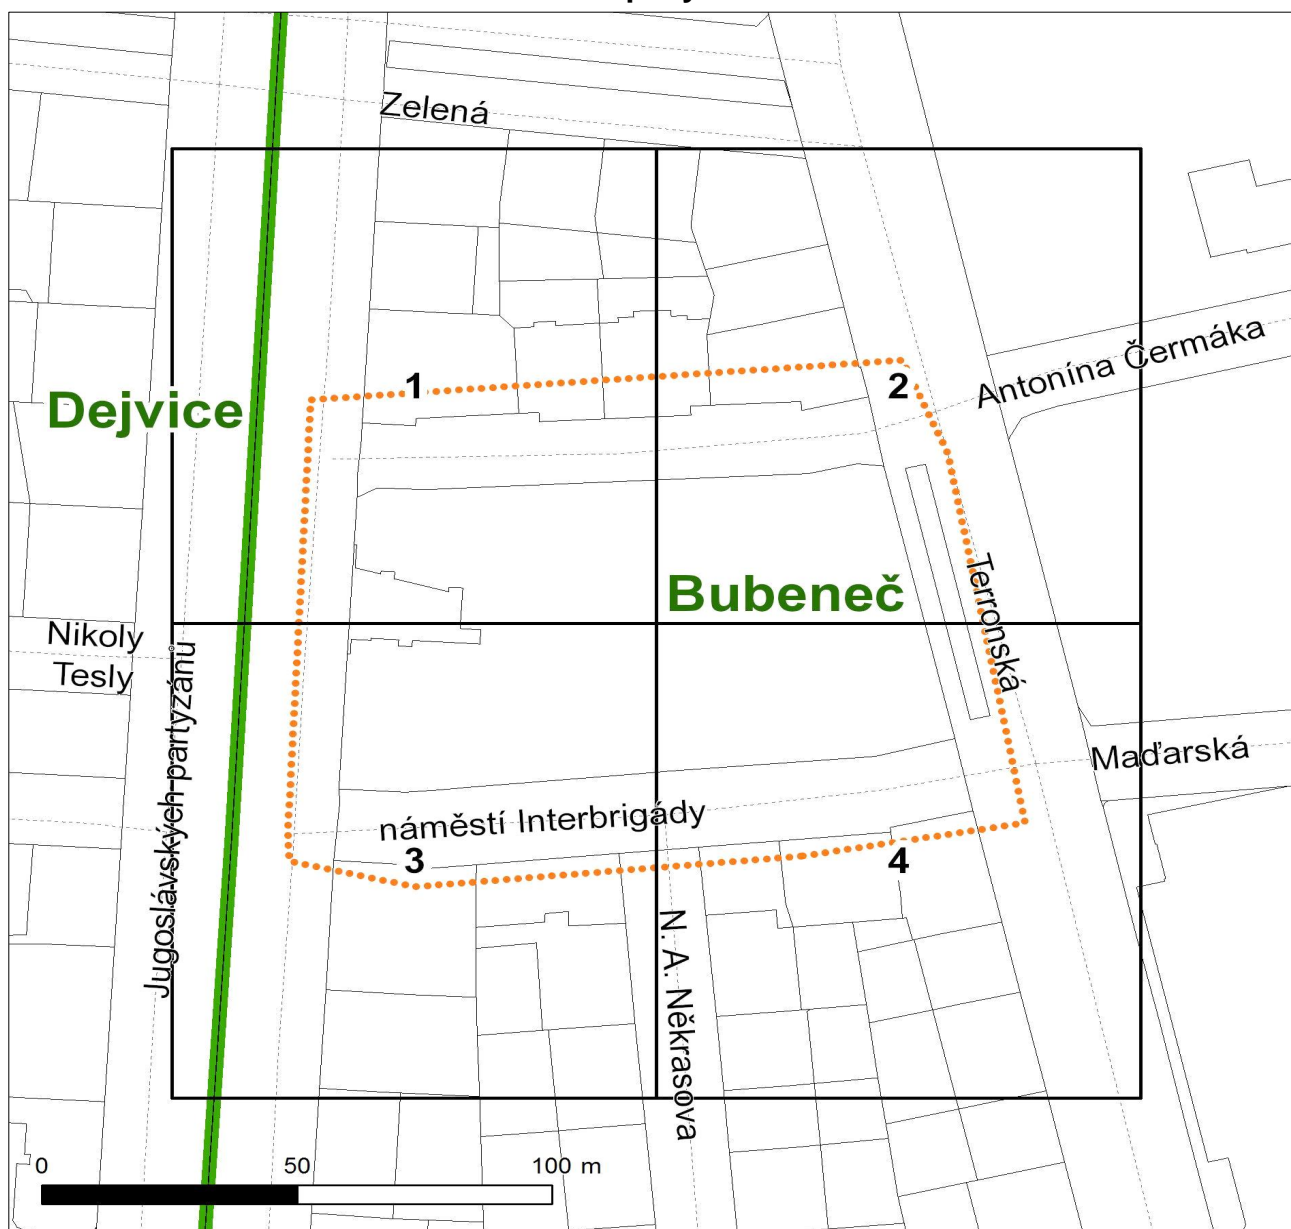 Zelená
1
2
Antonína Čermáka
Dejvice
Bubeneč
Terronská
Nikoly
Tesly
Jugoslávských partyzánů
Maďarská
náměstí Interbrigády
3
4
N. A. Někrasova
0 50 100 m